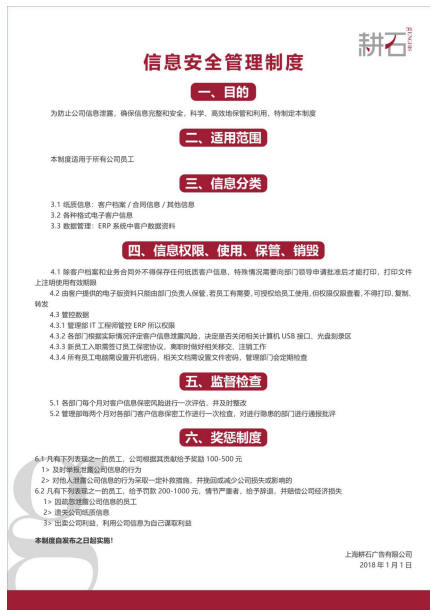 耕石
GENGSHI
信息安全管理制度
一、目的
为防止公司信息泄露，确保信息完整和安全，科学、高效地保管和利用，特制定本制度
二、适用范围
本制度适用于所有公司员工
三、信息分类
3.1 纸质信息：客户档案 / 合同信息 / 其他信息
3.2 各种格式电子客户信息
3.3 数据管理：ERP 系统中客户数据资料
四、信息权限、使用、保管、销毁
4.1 除客户档案和业务合同外不得保存任何纸质客户信息，特殊情况需要向部门领导申请批准后才能打印，打印文件
上注明使用有效期限
4.2 由客户提供的电子版资料只能由部门负责人保管，若员工有需要，可授权给员工使用，但权限仅限查看，不得打印、复制、
转发
4.3 管控数据
4.3.1 管理部 IT 工程师管控 ERP 所以权限
4.3.2 各部门根据实际情况评定客户信息泄露风险，决定是否关闭相关计算机 USB 接口、光盘刻录区
4.3.3 新员工入职需签订员工保密协议，离职时做好相关移交、注销工作
4.3.4 所有员工电脑需设置开机密码，相关文档需设置文件密码，管理部门会定期检查
五、监督检查
5.1 各部门每个月对客户信息保密风险进行一次评估，并及时整改
5.2 管理部每两个月对各部门客户信息保密工作进行一次检查，对进行隐患的部门进行通报批评
六、奖惩制度
6.1 凡有下列表现之一的员工，公司根据其贡献给予奖励 100-500 元
1> 及时举报泄露公司信息的行为
2> 对他人泄露公司信息的行为采取一定补救措施，并挽回或减少公司损失或影响的
6.2 凡有下列表现之一的员工，给予罚款 200-1000 元，情节严重者，给予辞退，并赔偿公司经济损失
1> 因疏忽泄露公司信息的员工
2> 遗失公司纸质信息
3> 出卖公司利益，利用公司信息为自己谋取利益
本制度自发布之日起实施！
上海耕石广告有限公司
2018 年 1 月 1 日
g